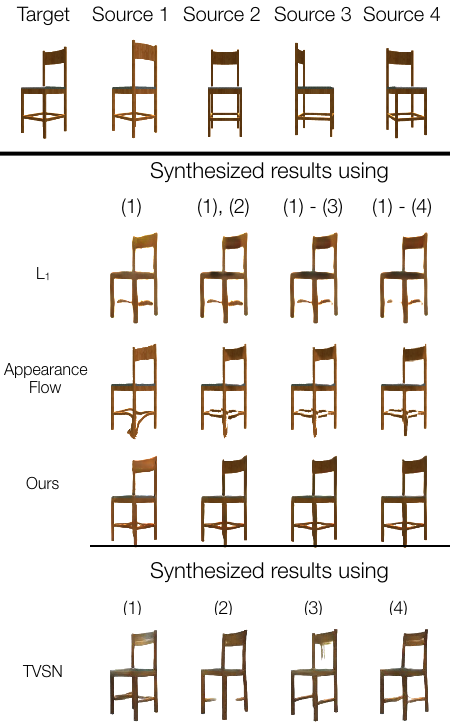 Target Source 1 Source 2 Source 3 Source 4
Synthesized results using
(1) (1), (2) (1) - (3) (1) - (4)
L₁
Appearance
Flow
Ours
Synthesized results using
(1) (2) (3) (4)
TVSN